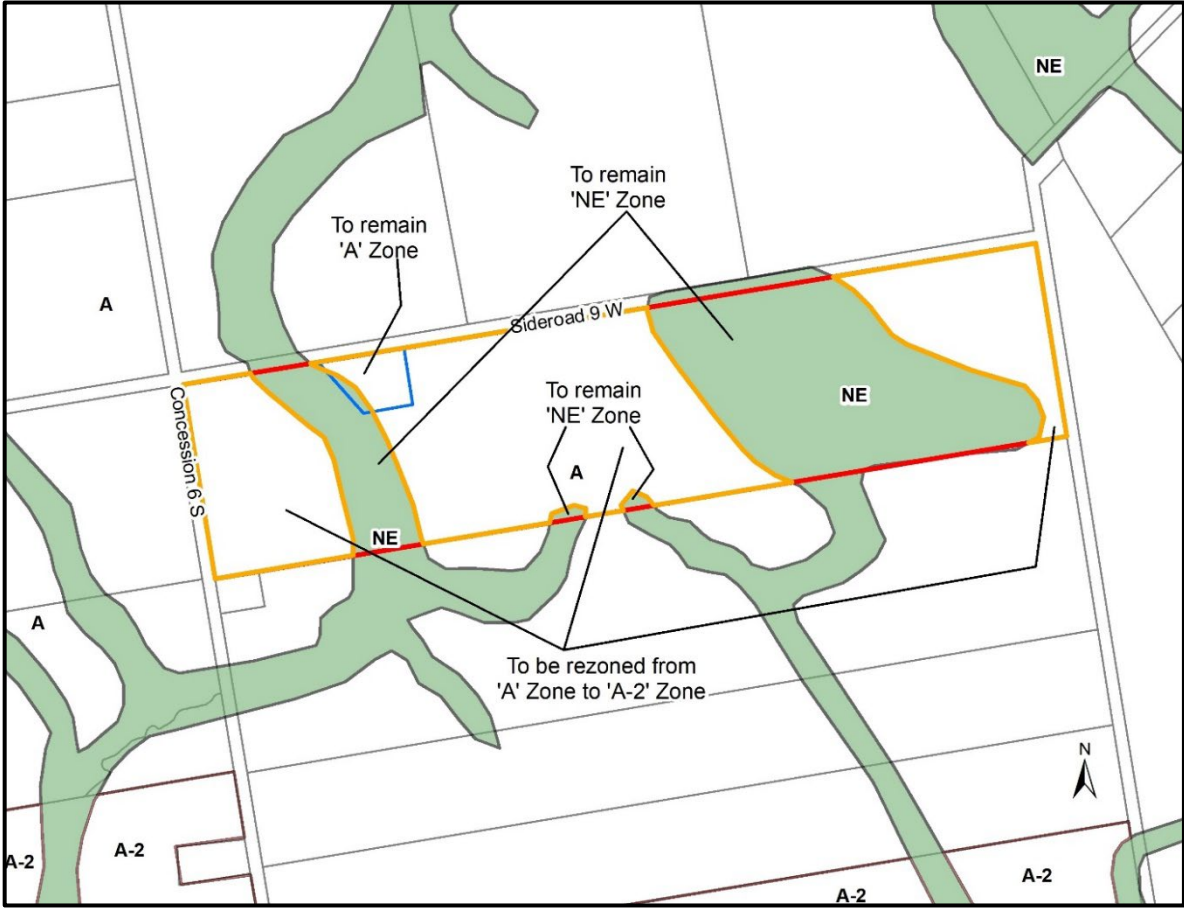 NE
To remain
'NE' Zone
To remain
'A' Zone
A
Sideroad 9 W
To remain
'NE' Zone
NE
Concession 6 S
A
NE
A
To be rezoned from
'A' Zone to 'A-2' Zone
N
A-2
A-2
A-2
A-2